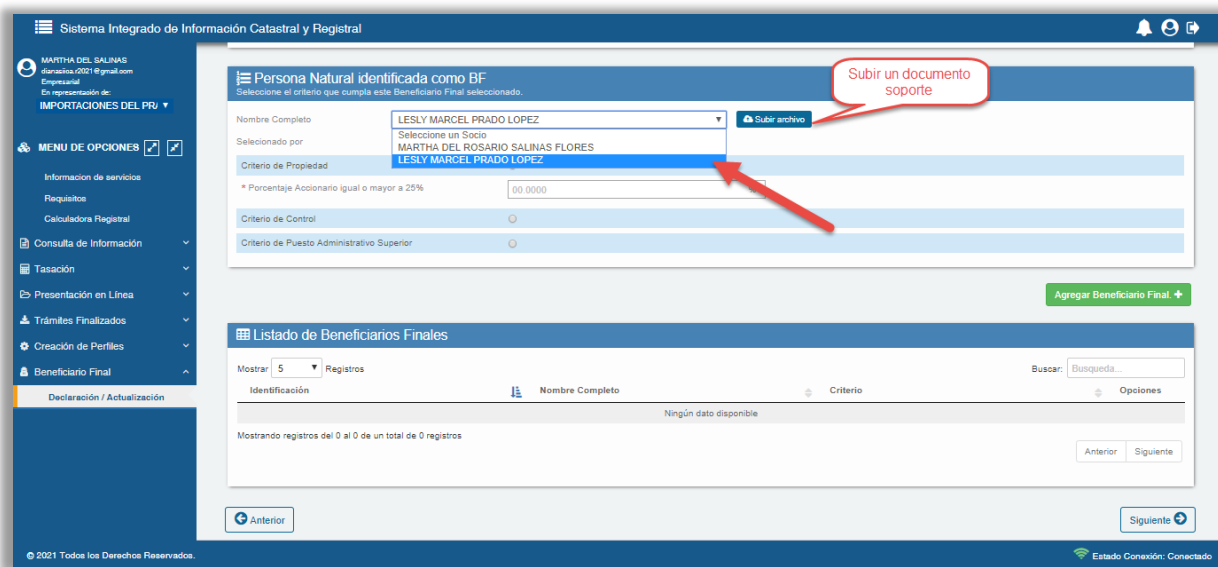 Sistema Integrado de Información Catastral y Registral
MARTHA DEL SALINAS
Empresarial
En representación de:
IMPORTACIONES DEL PR
MENU DE OPCIONES
Informacion de servicios
Requisitos
Calculadora Registral
Consulta de Información
Tasación
Presentación en Línea
Trámites Finalizados
Creación de Perfiles
Beneficiario Final
Declaración / Actualización
Persona Natural identificada como BF
Seleccione el criterio que cumpla este Beneficiario Final seleccionado.
Subir un documento
soporte
Nombre Completo
LESLY MARCEL PRADO LOPEZ
Subir archivo
Selecionado por
Seleccione un Socio
MARTHA DEL ROSARIO SALINAS FLORES
LESLY MARCEL PRADO LOPEZ
Criterio de Propiedad
* Porcentaje Accionario igual o mayor a 25%
00.0000
Criterio de Control
Criterio de Puesto Administrativo Superior
Agregar Beneficiario Final. +
Listado de Beneficiarios Finales
Mostrar 5 Registros
Buscar: Busqueda...
Identificación Nombre Completo Criterio Opciones
Ningún dato disponible
Mostrando registros del 0 al 0 de un total de 0 registros
Anterior Siguiente
Anterior
Siguiente
© 2021 Todos los Derechos Reservados.
Estado Conexión: Conectado